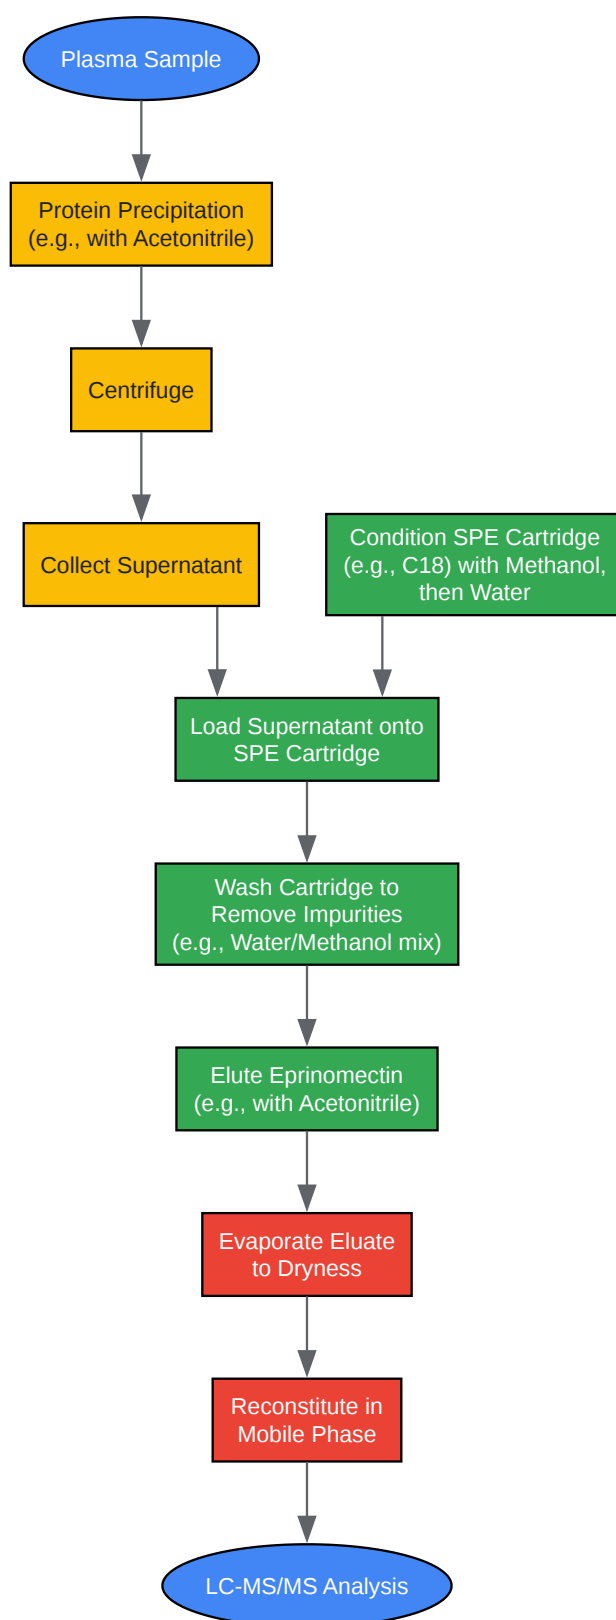 Plasma Sample
Protein Precipitation
(e.g., with Acetonitrile)
Centrifuge
Collect Supernatant
Condition SPE Cartridge
(e.g., C18) with Methanol,
then Water
Load Supernatant onto
SPE Cartridge
Wash Cartridge to
Remove Impurities
(e.g., Water/Methanol mix)
Elute Eprinomectin
(e.g., with Acetonitrile)
Evaporate Eluate
to Dryness
Reconstitute in
Mobile Phase
LC-MS/MS Analysis